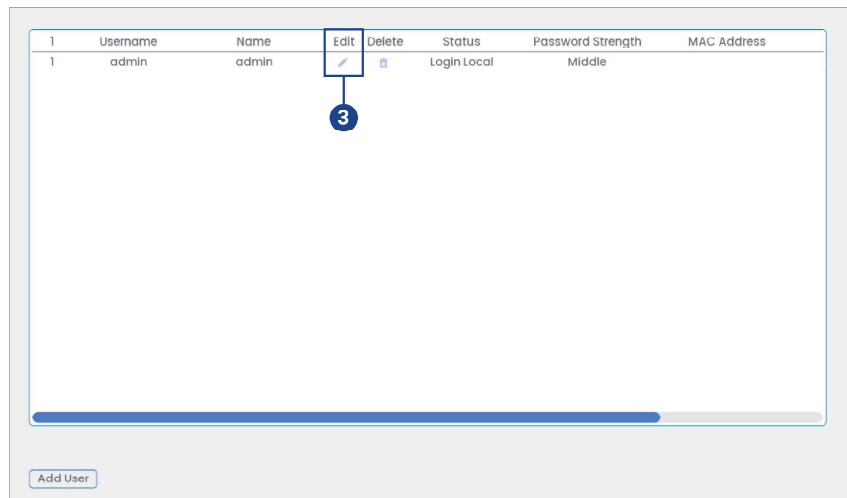 1 Username Name Edit Delete Status Password Strength MAC Address
1 admin admin Login Local Middle
3
Add User